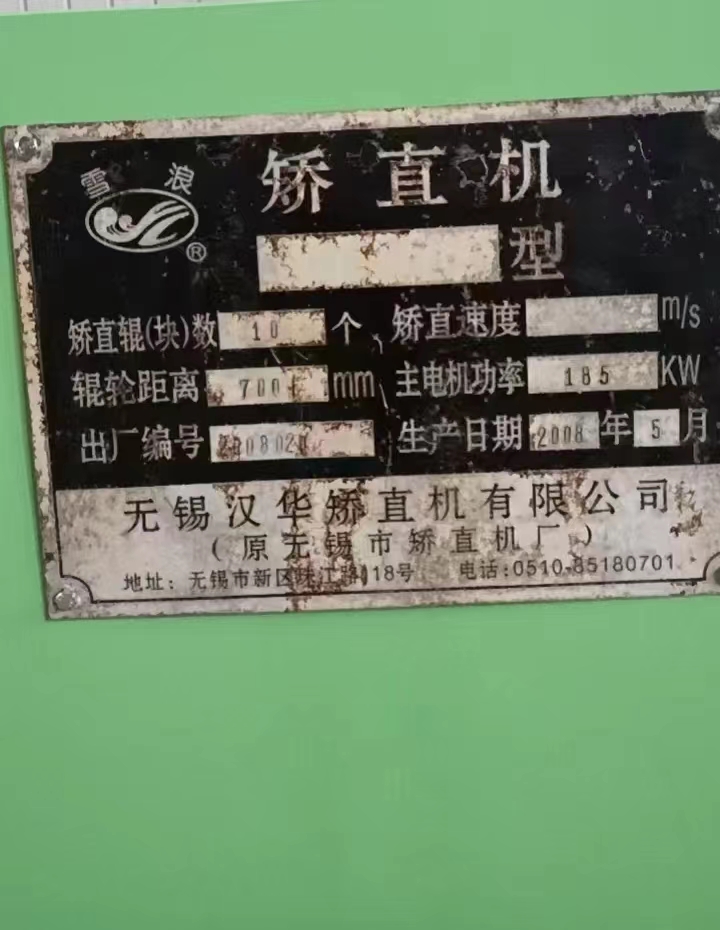 雪浪 ®
矫直机
型
矫直辊(块)数 10 个 矫直速度 m/s
辊轮距离 700 mm 主电机功率 185 KW
出厂编号 生产日期 2008 年 5 月
无锡汉华矫直机有限公司
(原无锡市矫直机厂)
地址:无锡市新区 118号 电话:0510-85180701